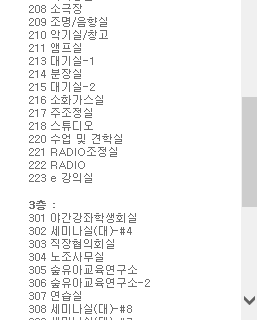 208 소극장
209 조명/음향실
210 악기실/창고
211 앰프실
213 대기실-1
214 분장실
215 대기실-2
216 소화가스실
217 주조정실
218 스튜디오
220 수업 및 견학실
221 RADIO조정실
222 RADIO
223 e 강의실
3층 :
301 야간강좌학생회실
302 세미나실(대)-#4
303 직장협의회실
304 노조사무실
305 숲유아교육연구소
306 숲유아교육연구소-2
307 연습실
308 세미나실(대)-#8